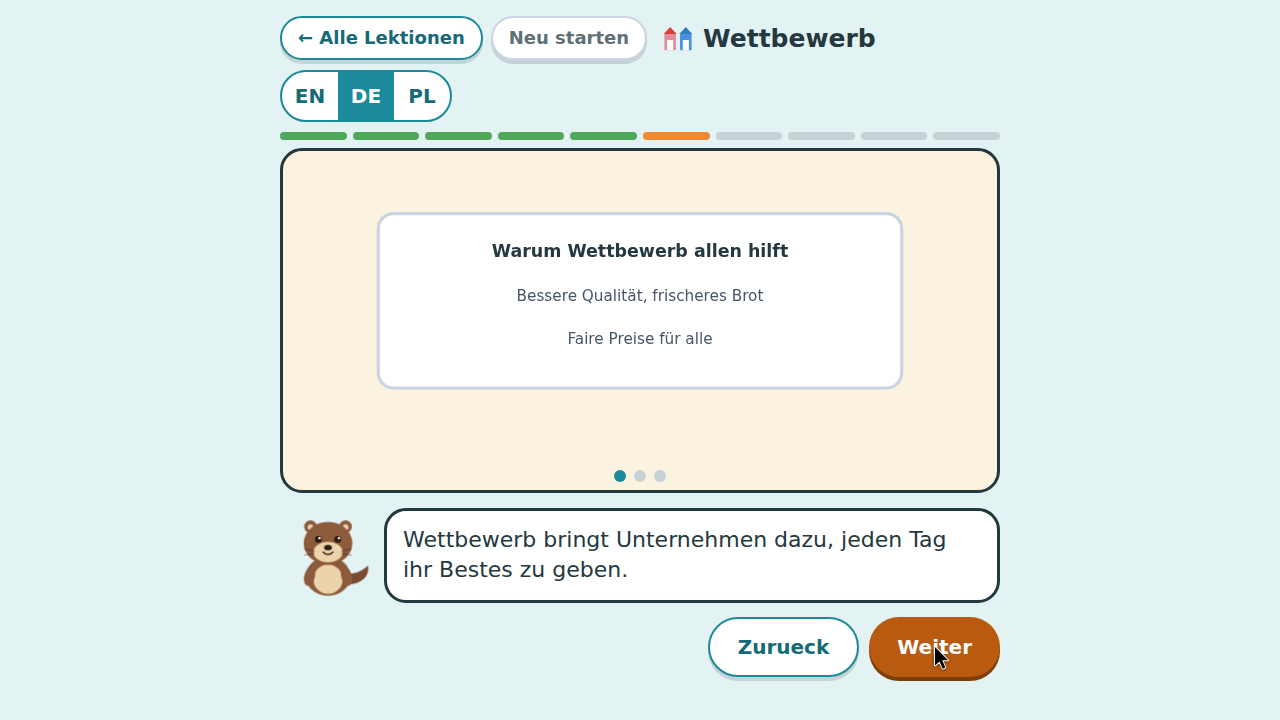 ← Alle Lektionen
Neu starten
Wettbewerb
EN
DE
PL
Warum Wettbewerb allen hilft
Bessere Qualität, frischeres Brot
Faire Preise für alle
Wettbewerb bringt Unternehmen dazu, jeden Tag
ihr Bestes zu geben.
Zurueck
Weiter